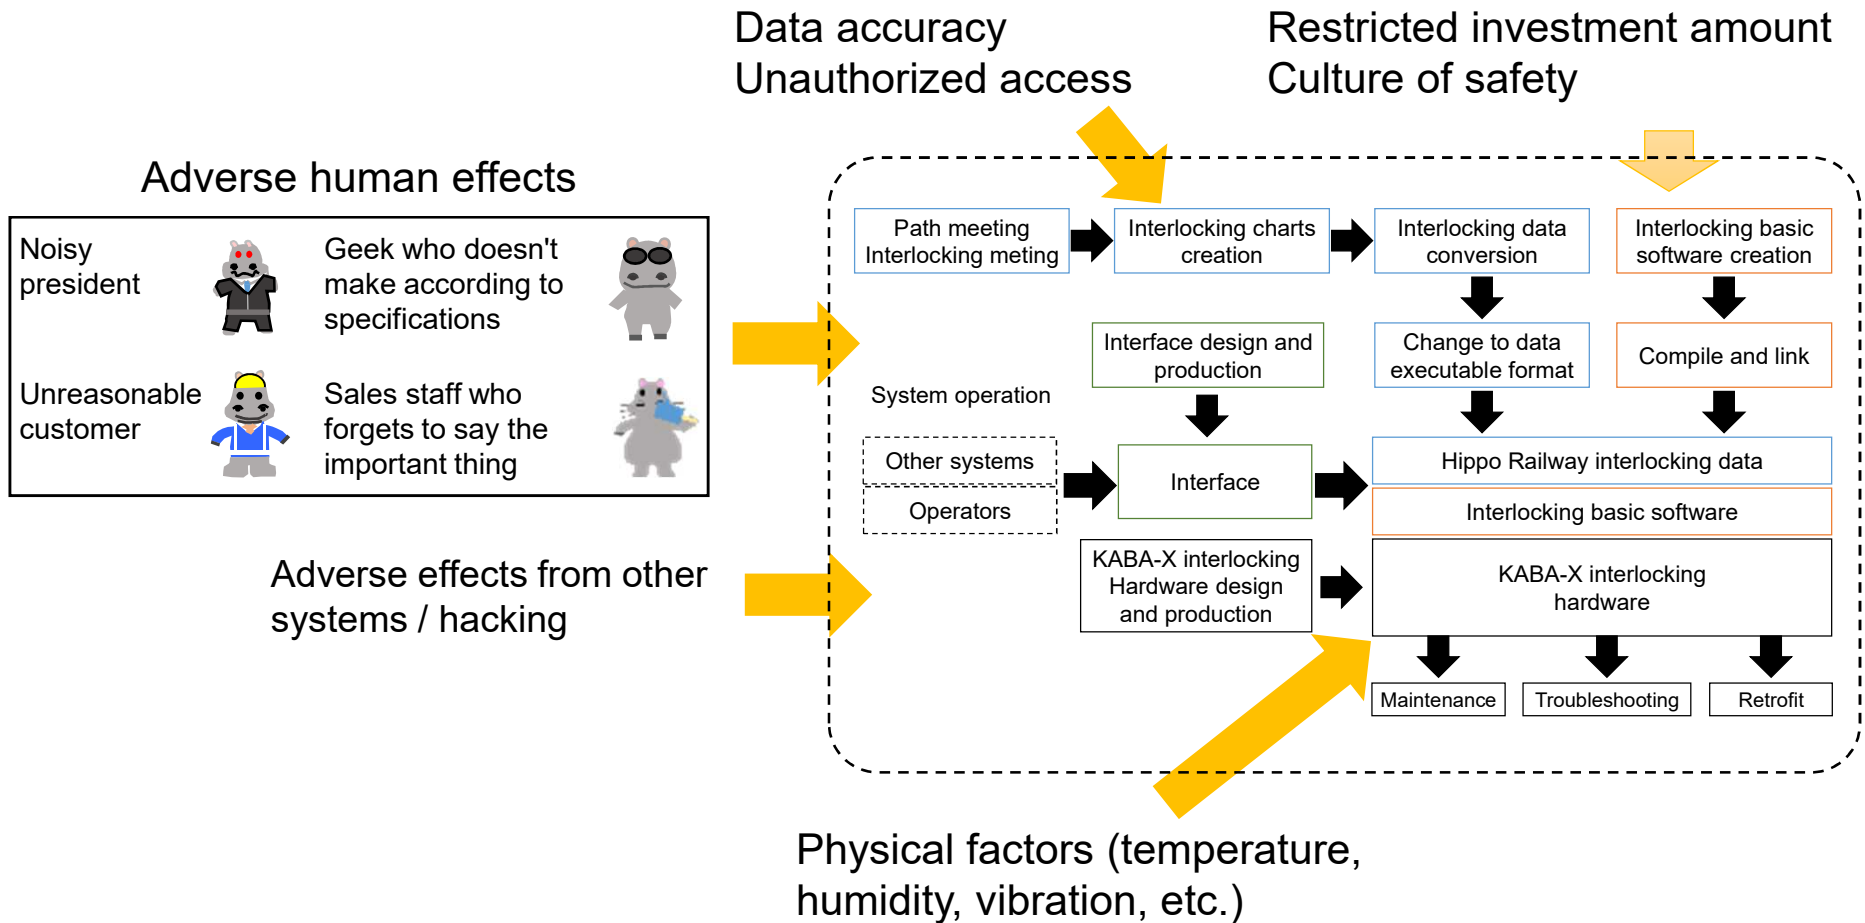 Data accuracy
Unauthorized access
Restricted investment amount
Culture of safety
Adverse human effects
Noisy
president
Geek who doesn't
make according to
specifications
Unreasonable
customer
Sales staff who
forgets to say the
important thing
Adverse effects from other
systems / hacking
Path meeting
Interlocking meting
Interlocking charts
creation
Interlocking data
conversion
Interlocking basic
software creation
Interface design and
production
Change to data
executable format
Compile and link
System operation
Other systems
Operators
Interface
Hippo Railway interlocking data
Interlocking basic software
KABA-X interlocking
Hardware design
and production
KABA-X interlocking
hardware
Maintenance
Troubleshooting
Retrofit
Physical factors (temperature,
humidity, vibration, etc.)